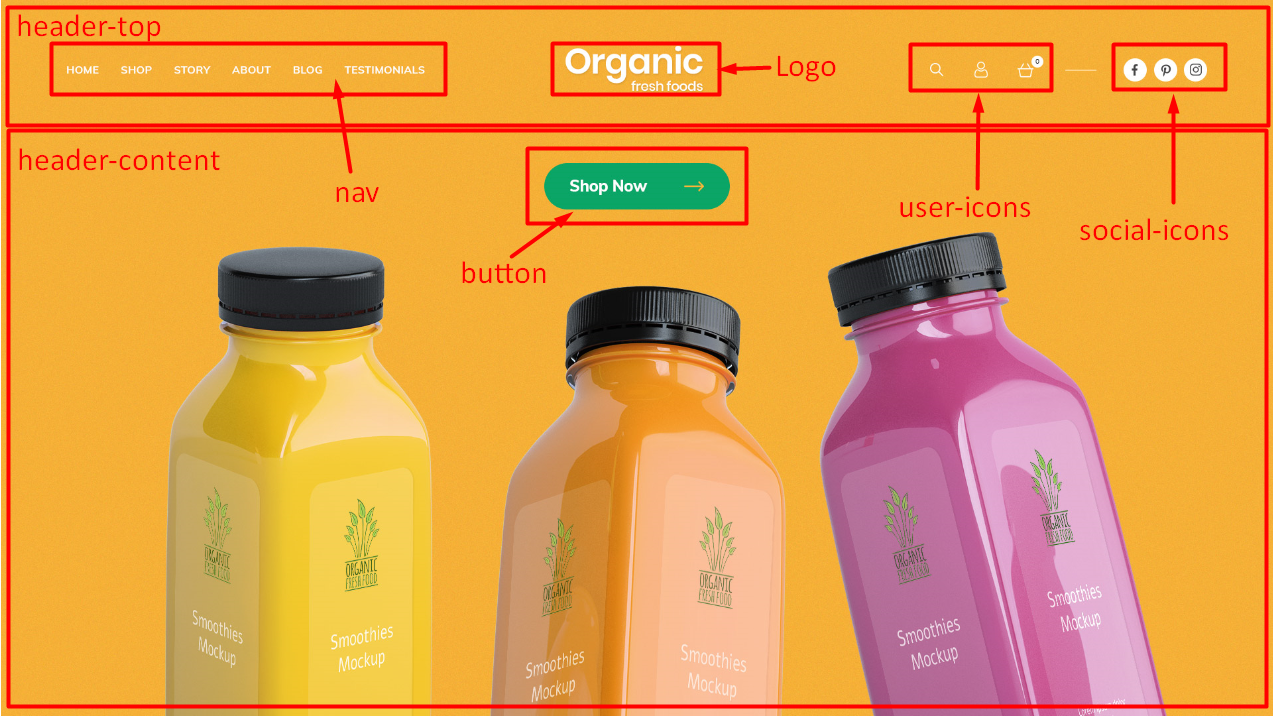 header-top
HOME SHOP STORY ABOUT BLOG TESTIMONIALS
Organic
fresh foods
Logo
0
header-content
nav
Shop Now
button
user-icons
social-icons
ORGANIC
FRESH FOOD
Smoothies
Mockup
ORGANIC
FRESH FOOD
Smoothies
Mockup
ORGANIC
FRESH FOOD
Smoothies
Mockup
ORGANIC
FRESH FOOD
Smoothies
Mockup
ORGANIC
FRESH FOOD
Smoothies
Mockup
ORGANIC
FRESH FOOD
Smoothies
Mockup